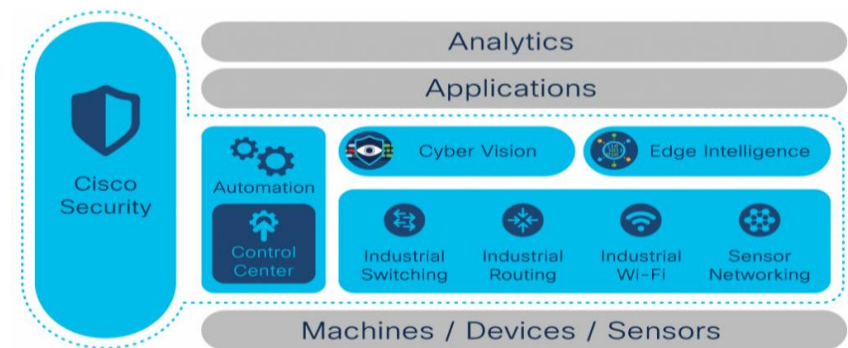 Analytics
Applications
Cisco
Security
Automation
Control
Center
Cyber Vision
Edge Intelligence
Industrial
Switching
Industrial
Routing
Industrial
Wi-Fi
Sensor
Networking
Machines / Devices / Sensors